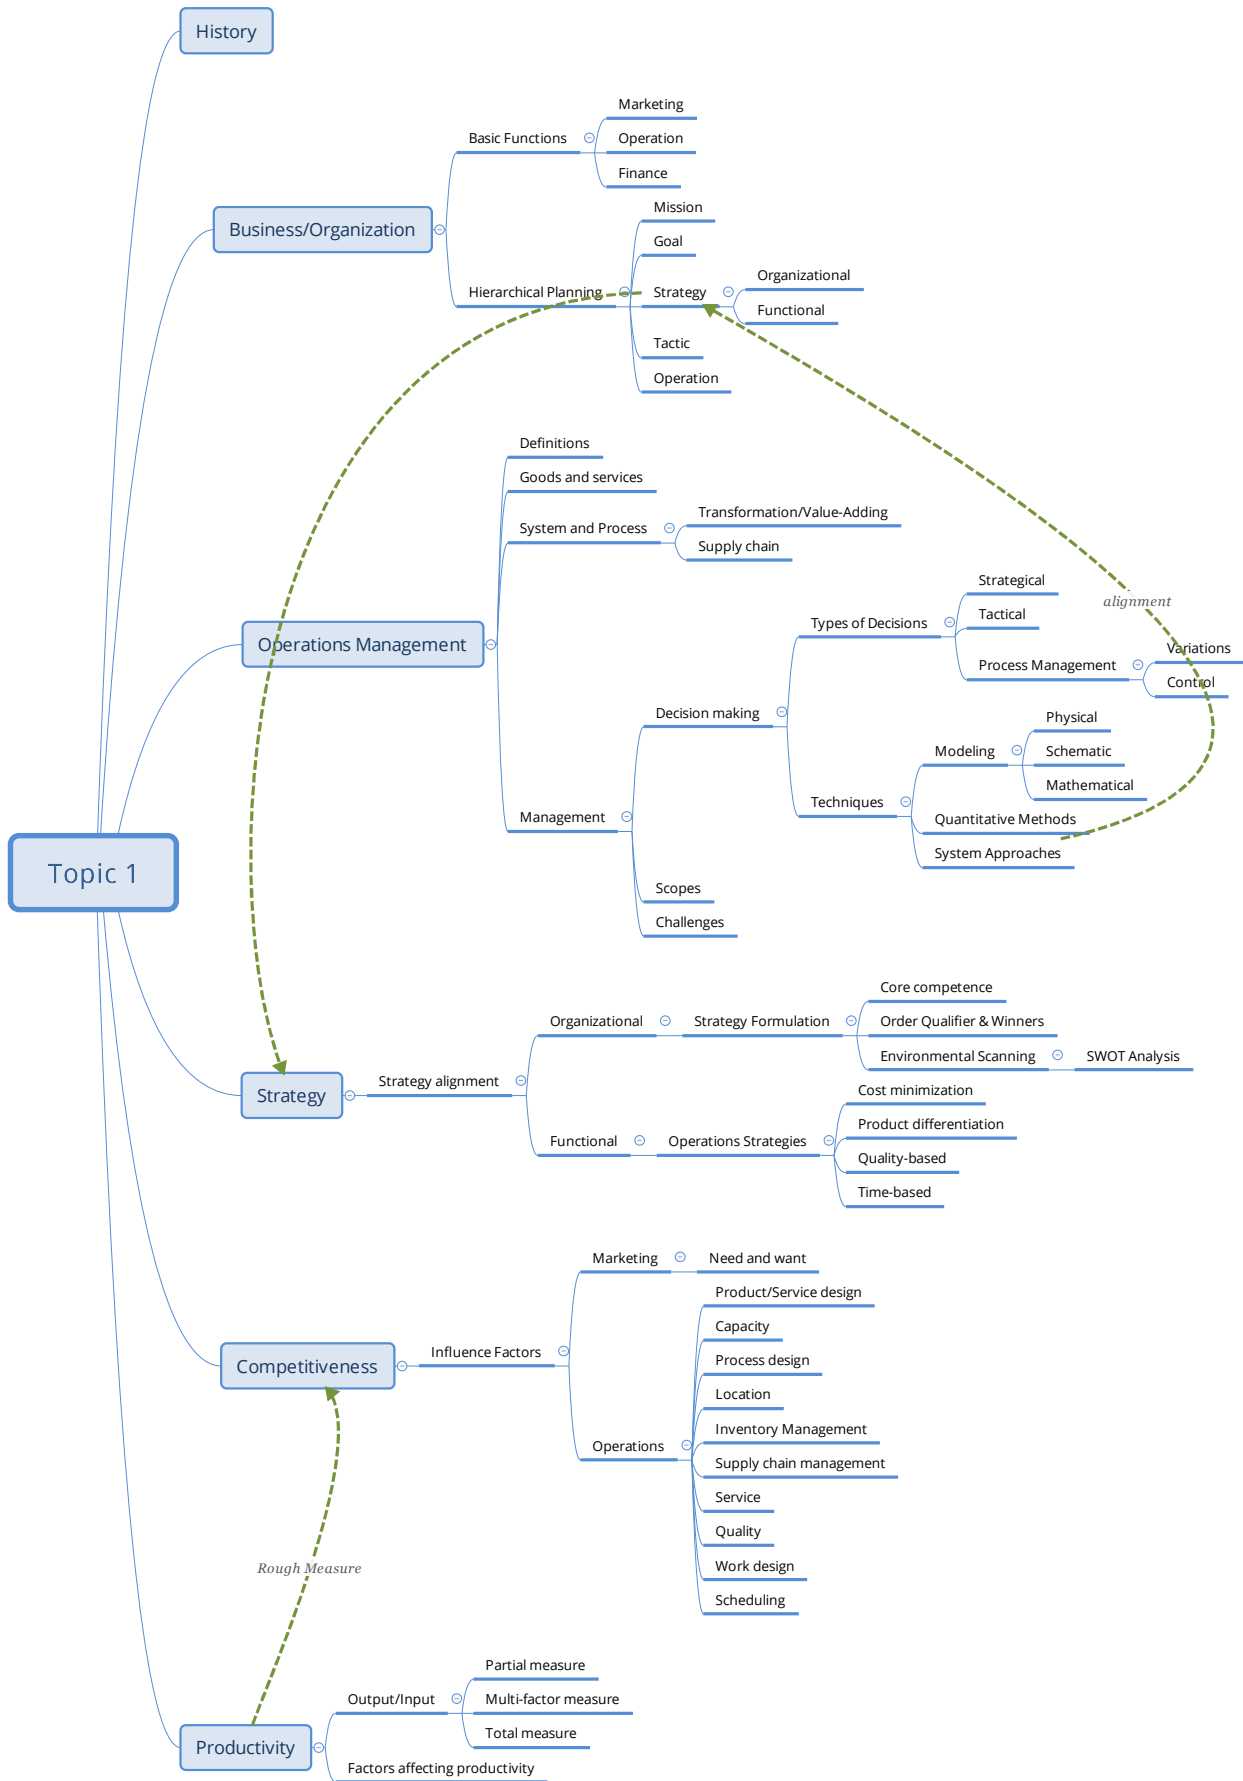 History
Marketing
Basic Functions
Operation
Finance
Mission
Business/Organization
Goal
Organizational
Hierarchical Planning
Strategy
Functional
Tactic
Operation
Definitions
Goods and services
Transformation/Value-Adding
System and Process
Supply chain
Strategical
alignment
Types of Decisions
Tactical
Operations Management
Variations
Process Management
Control
Decision making
Physical
Modeling
Schematic
Mathematical
Techniques
Management
Quantitative Methods
System Approaches
Topic 1
Scopes
Challenges
Core competence
Organizational
Strategy Formulation
Order Qualifier & Winners
Environmental Scanning
SWOT Analysis
Strategy alignment
Strategy
Cost minimization
Product differentiation
Functional
Operations Strategies
Quality-based
Time-based
Marketing
Need and want
Product/Service design
Capacity
Influence Factors
Process design
Competitiveness
Location
Inventory Management
Operations
Supply chain management
Service
Quality
Rough Measure
Work design
Scheduling
Partial measure
Output/Input
Multi-factor measure
Total measure
Productivity
Factors affecting productivity